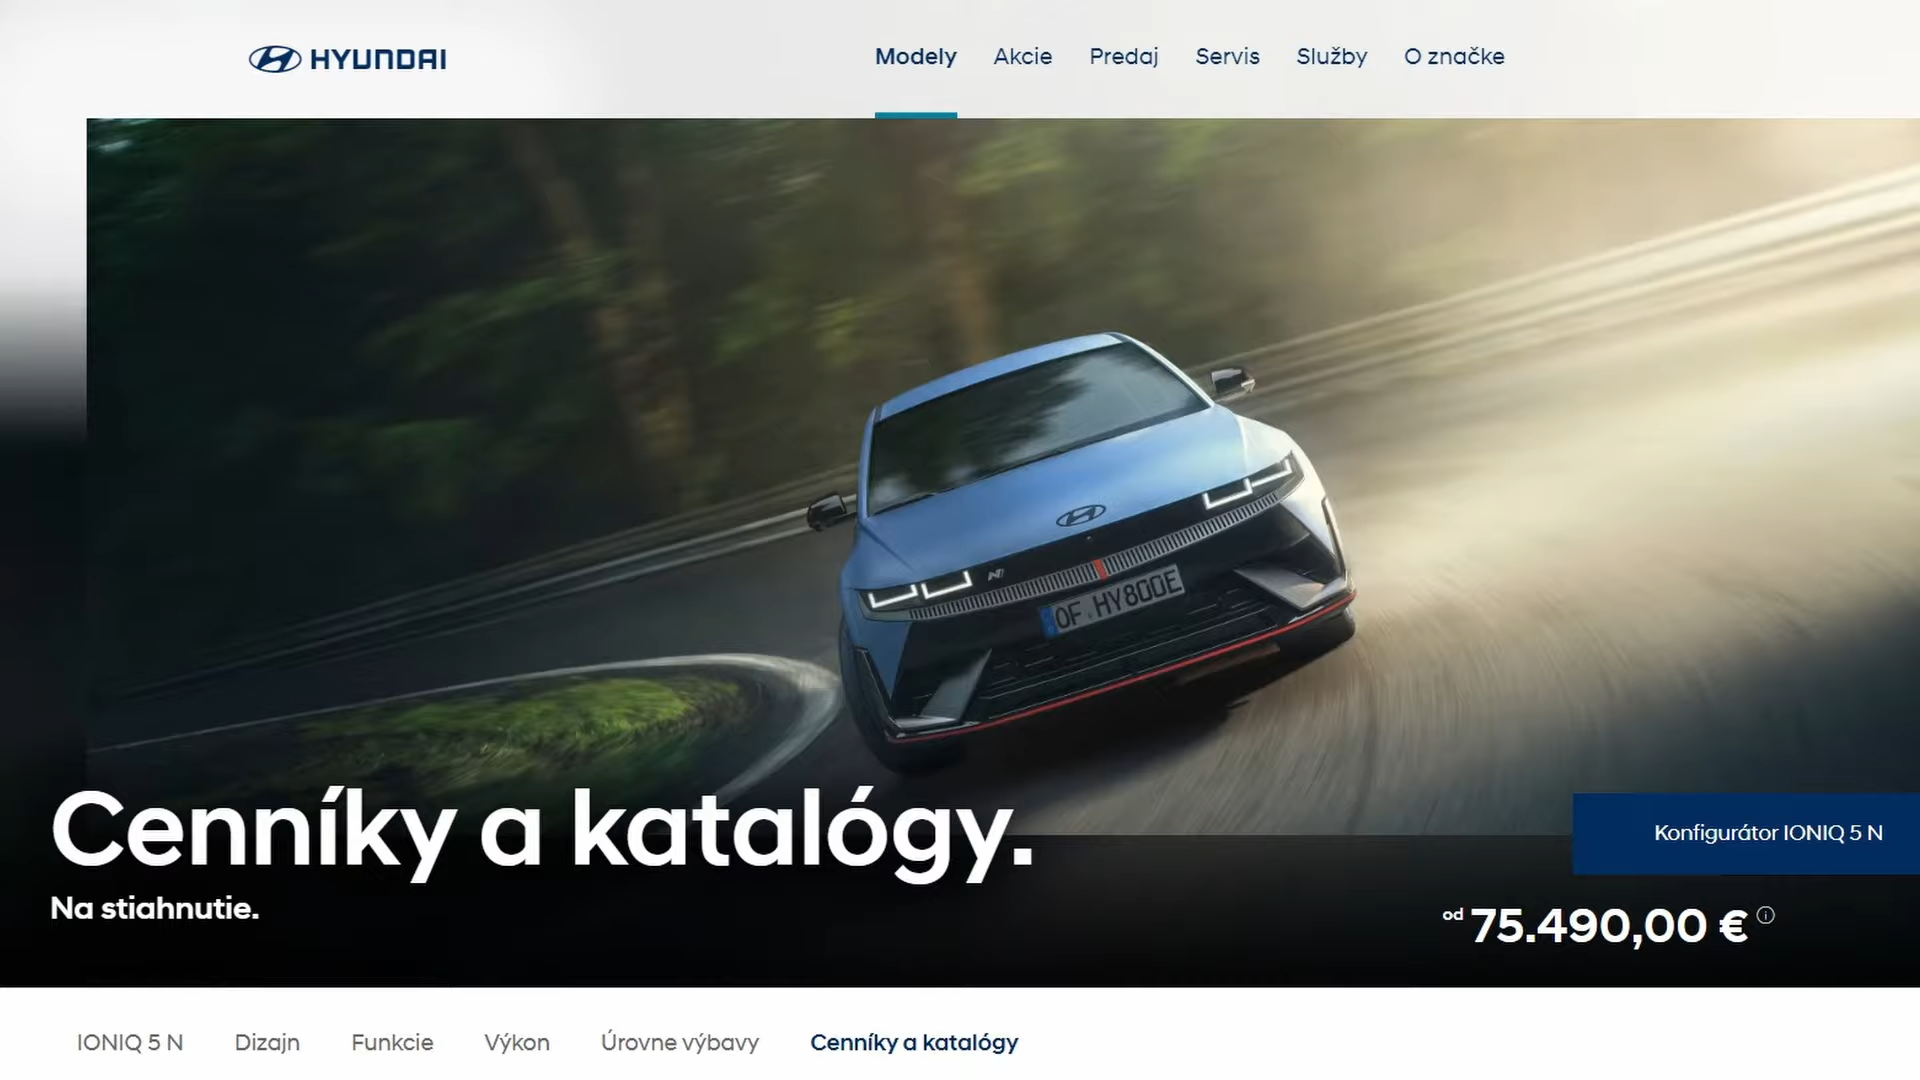 HYUNDAI
Modely Akcie Predaj Servis Služby O značke
OF HY800E
Cenníky a katalógy.
Na stiahnutie.
Konfigurátor IONIQ 5 N
od 75.490,00 €
IONIQ 5 N Dizajn Funkcie Výkon Úrovne výbavy Cenníky a katalógy